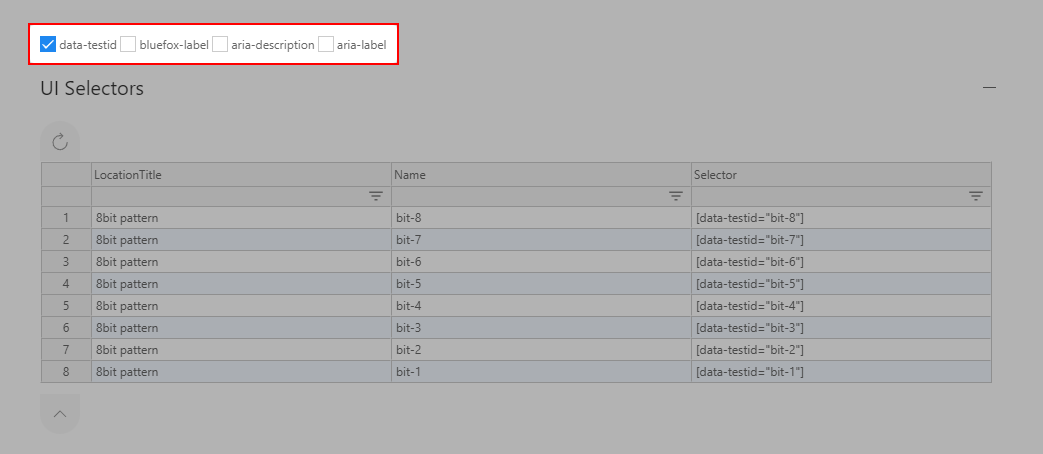 data-testid bluefox-label aria-description aria-label
UI Selectors
LocationTitle Name Selector
1 8bit pattern bit-8 [data-testid="bit-8"]
2 8bit pattern bit-7 [data-testid="bit-7"]
3 8bit pattern bit-6 [data-testid="bit-6"]
4 8bit pattern bit-5 [data-testid="bit-5"]
5 8bit pattern bit-4 [data-testid="bit-4"]
6 8bit pattern bit-3 [data-testid="bit-3"]
7 8bit pattern bit-2 [data-testid="bit-2"]
8 8bit pattern bit-1 [data-testid="bit-1"]